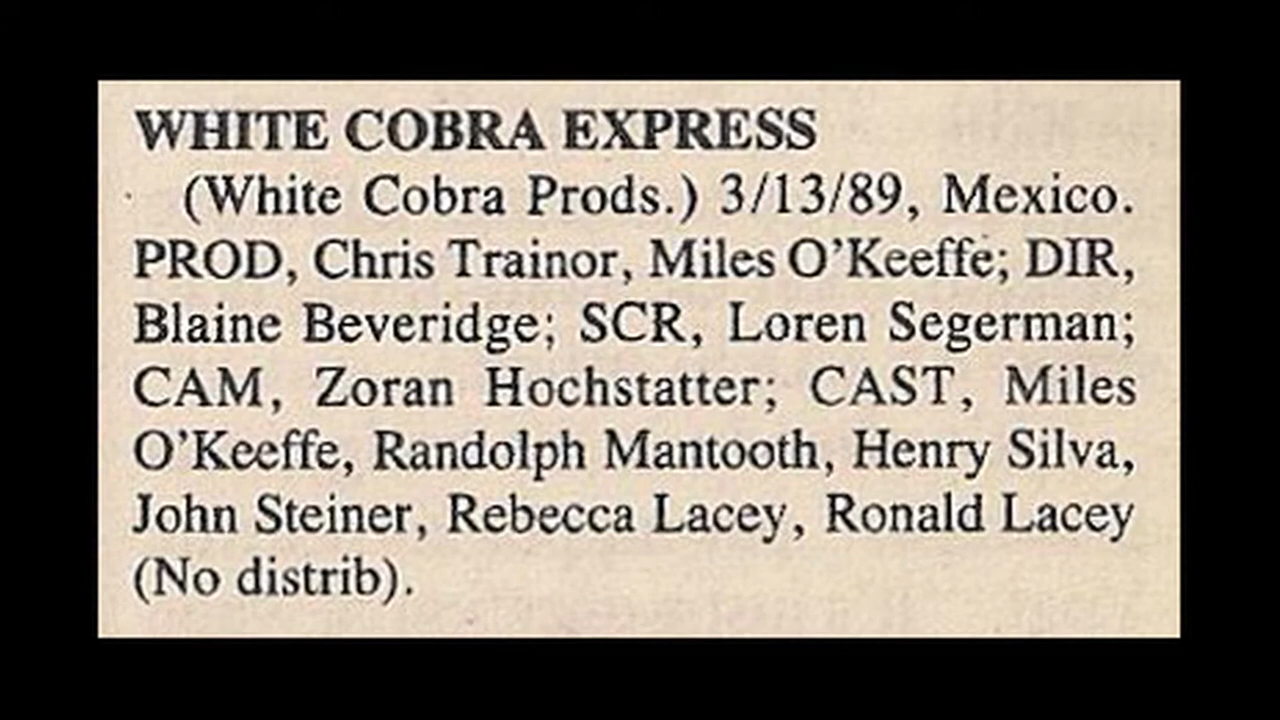 WHITE COBRA EXPRESS
(White Cobra Prods.) 3/13/89, Mexico.
PROD, Chris Trainor, Miles O'Keeffe; DIR,
Blaine Beveridge; SCR, Loren Segerman;
CAM, Zoran Hochstatter; CAST, Miles
O'Keeffe, Randolph Mantooth, Henry Silva,
John Steiner, Rebecca Lacey, Ronald Lacey
(No distrib).